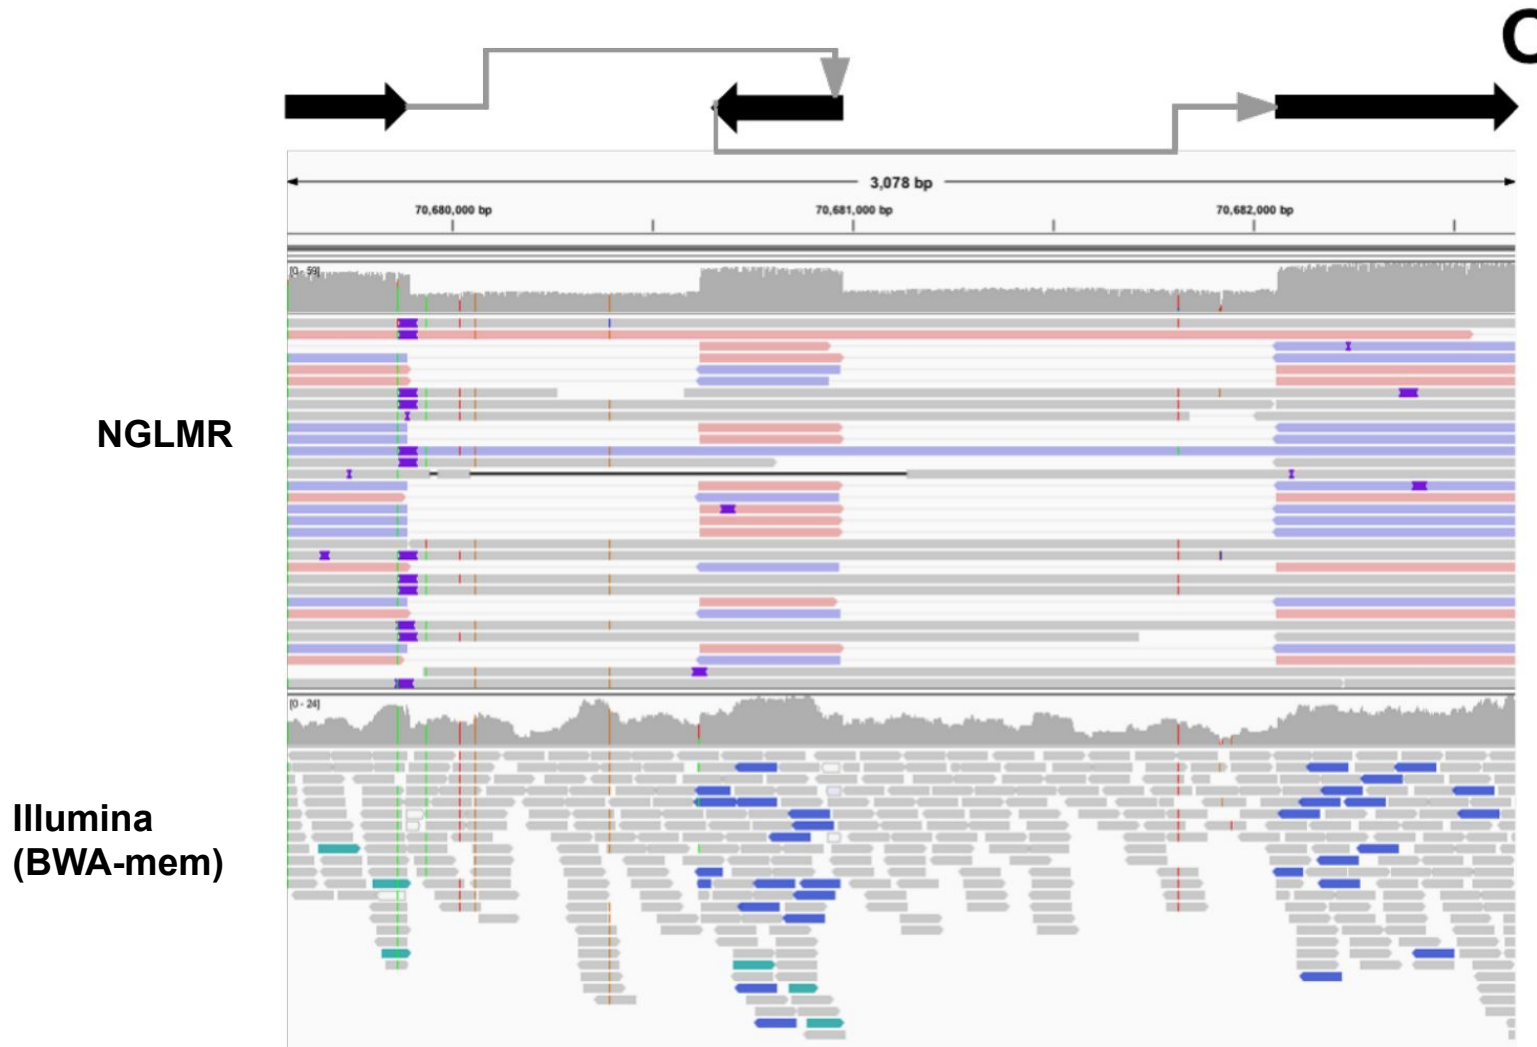 C
3,078 bp
70,680,000 bp 70,681,000 bp 70,682,000 bp
[0 - 59]
NGLMR
[0 - 24]
Illumina
(BWA-mem)